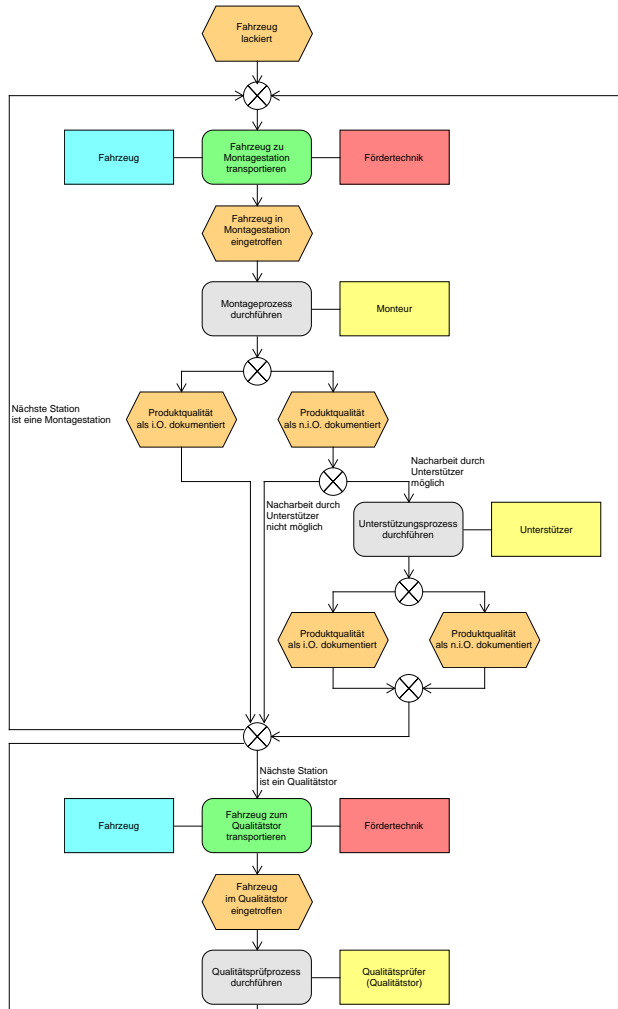 Fahrzeug
lackiert
Fahrzeug
Fahrzeug zu
Montagestation
transportieren
Fördertechnik
Fahrzeug in
Montagestation
eingetroffen
Montageprozess
durchführen
Monteur
Nächste Station
ist eine Montagestation
Produktqualität
als i.O. dokumentiert
Produktqualität
als n.i.O. dokumentiert
Nacharbeit durch
Unterstützer
möglich
Nacharbeit durch
Unterstützer
nicht möglich
Unterstützungsprozess
durchführen
Unterstützer
Produktqualität
als i.O. dokumentiert
Produktqualität
als n.i.O. dokumentiert
Nächste Station
ist ein Qualitätstor
Fahrzeug
Fahrzeug zum
Qualitätstor
transportieren
Fördertechnik
Fahrzeug
im Qualitätstor
eingetroffen
Qualitätsprüfprozess
durchführen
Qualitätsprüfer
(Qualitätstor)